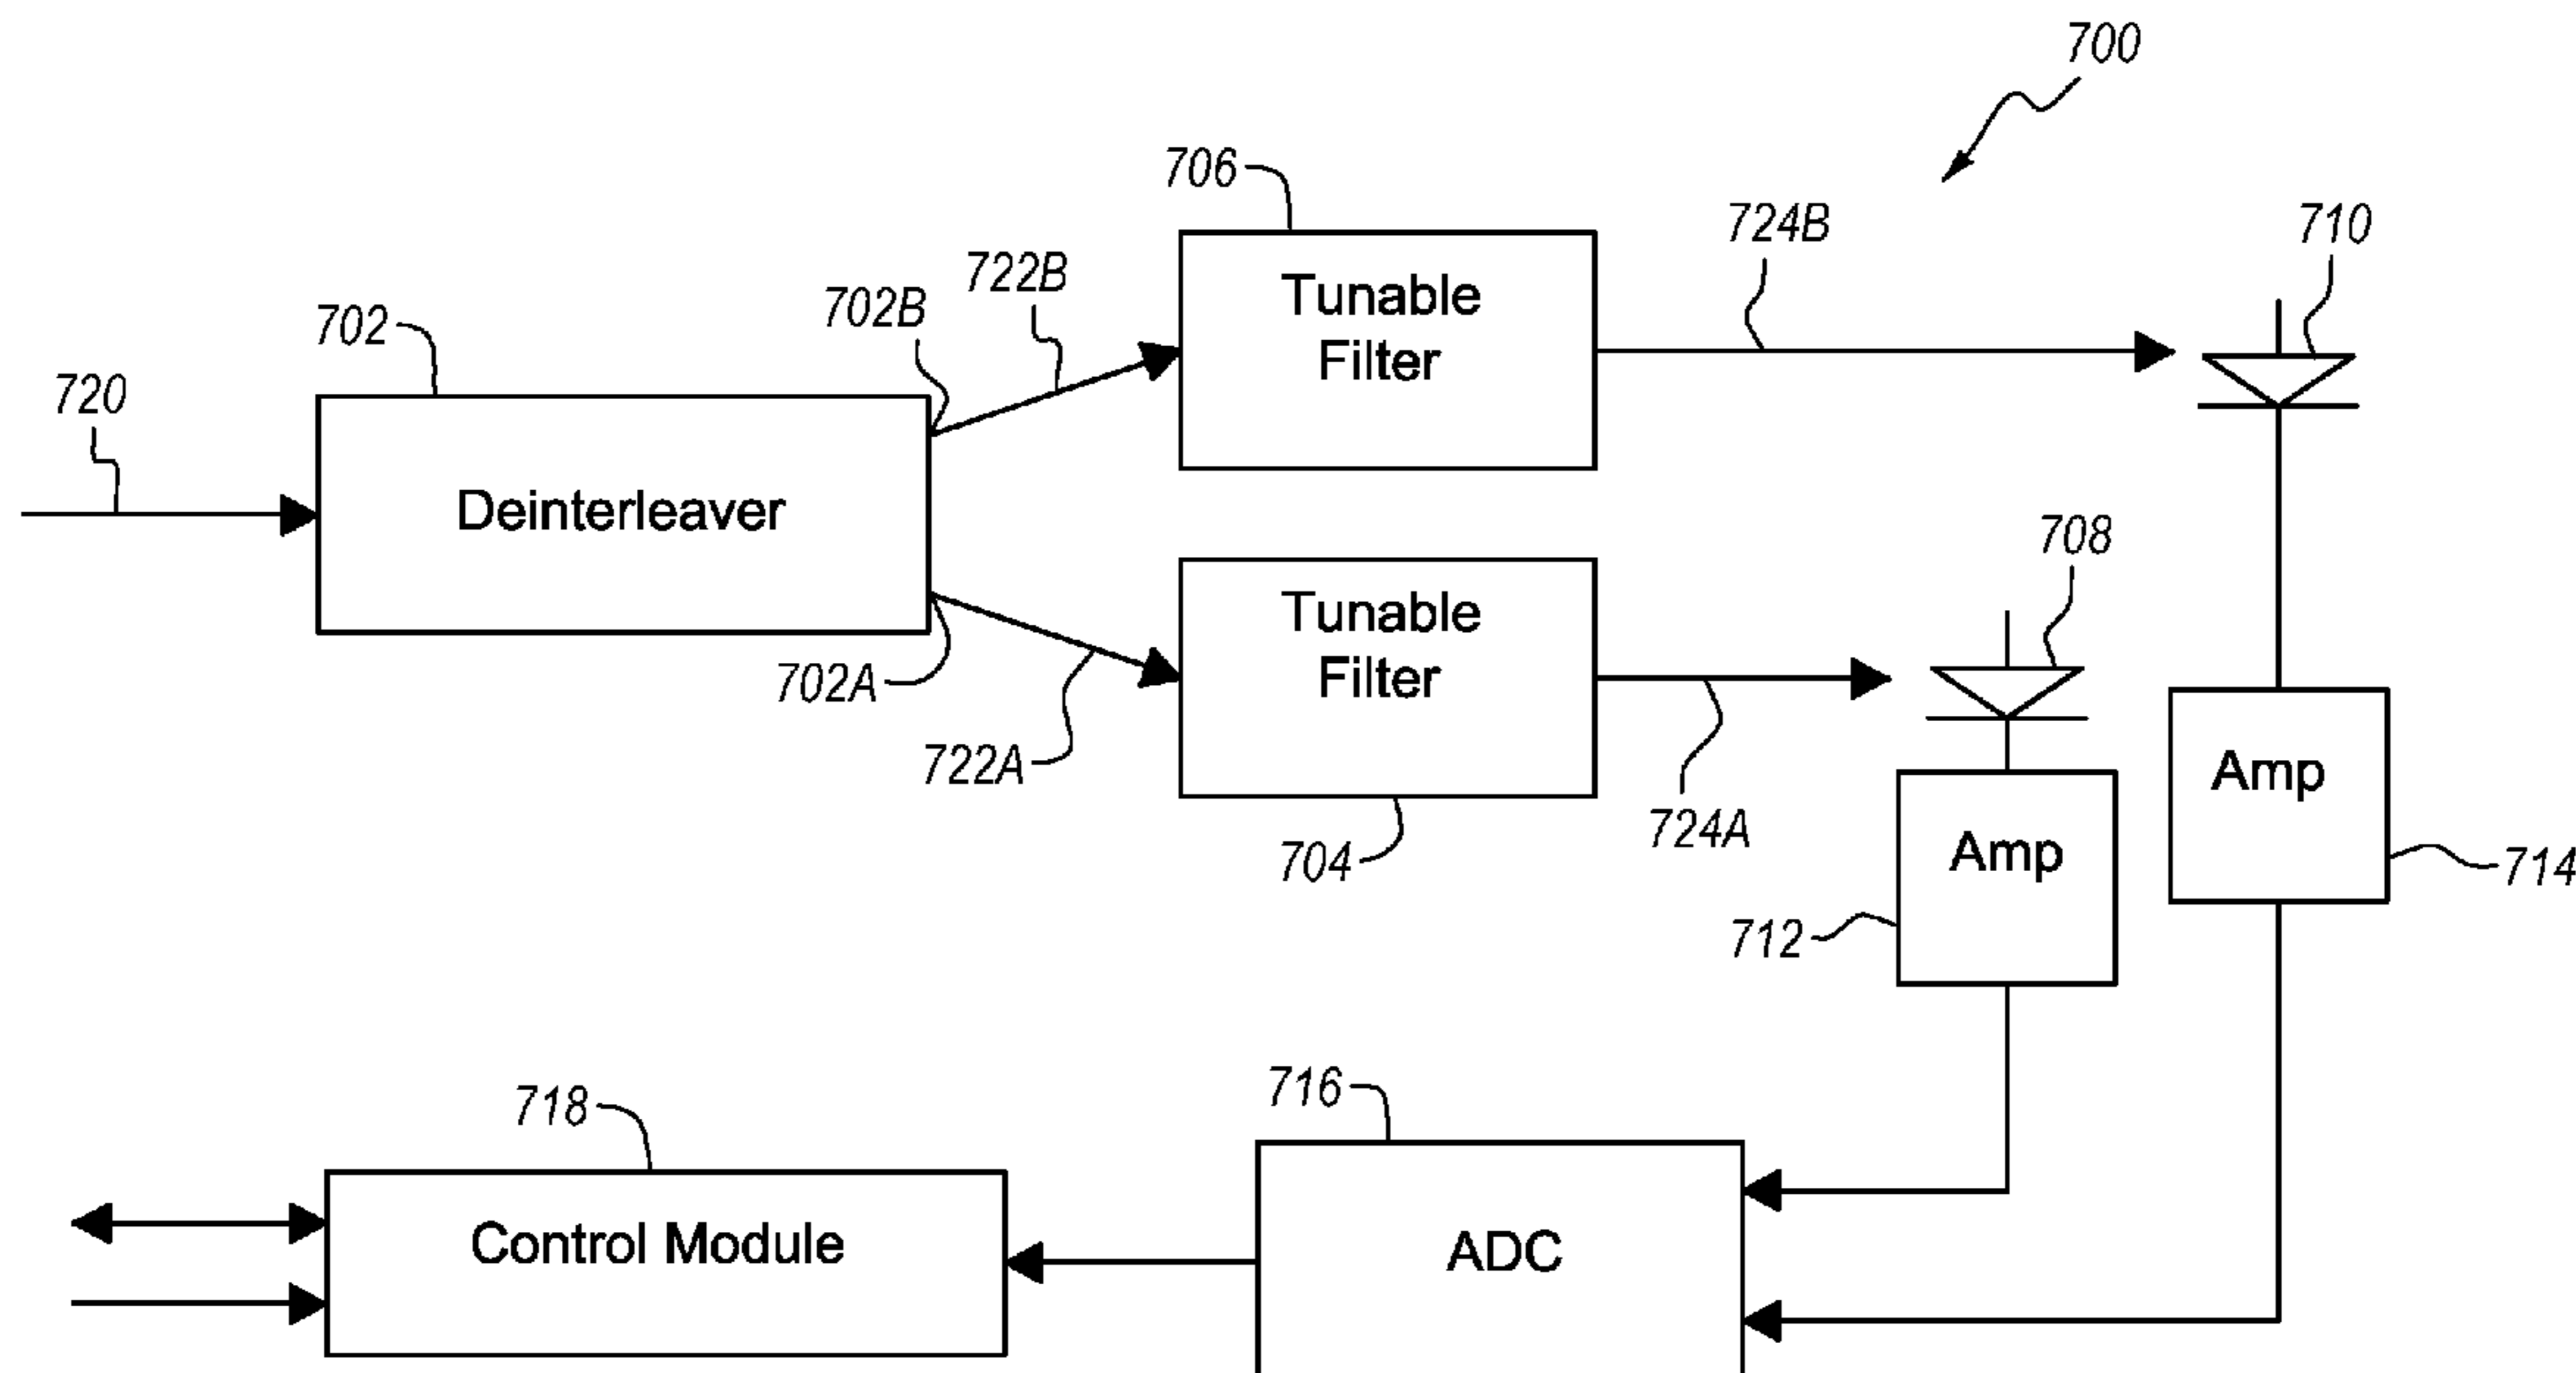 700
706
724B
710
722B
702B
702
Tunable
Filter
720
Deinterleaver
708
Tunable
Filter
702A
722A
724A
Amp
704
Amp
714
712
716
718
Control Module
ADC